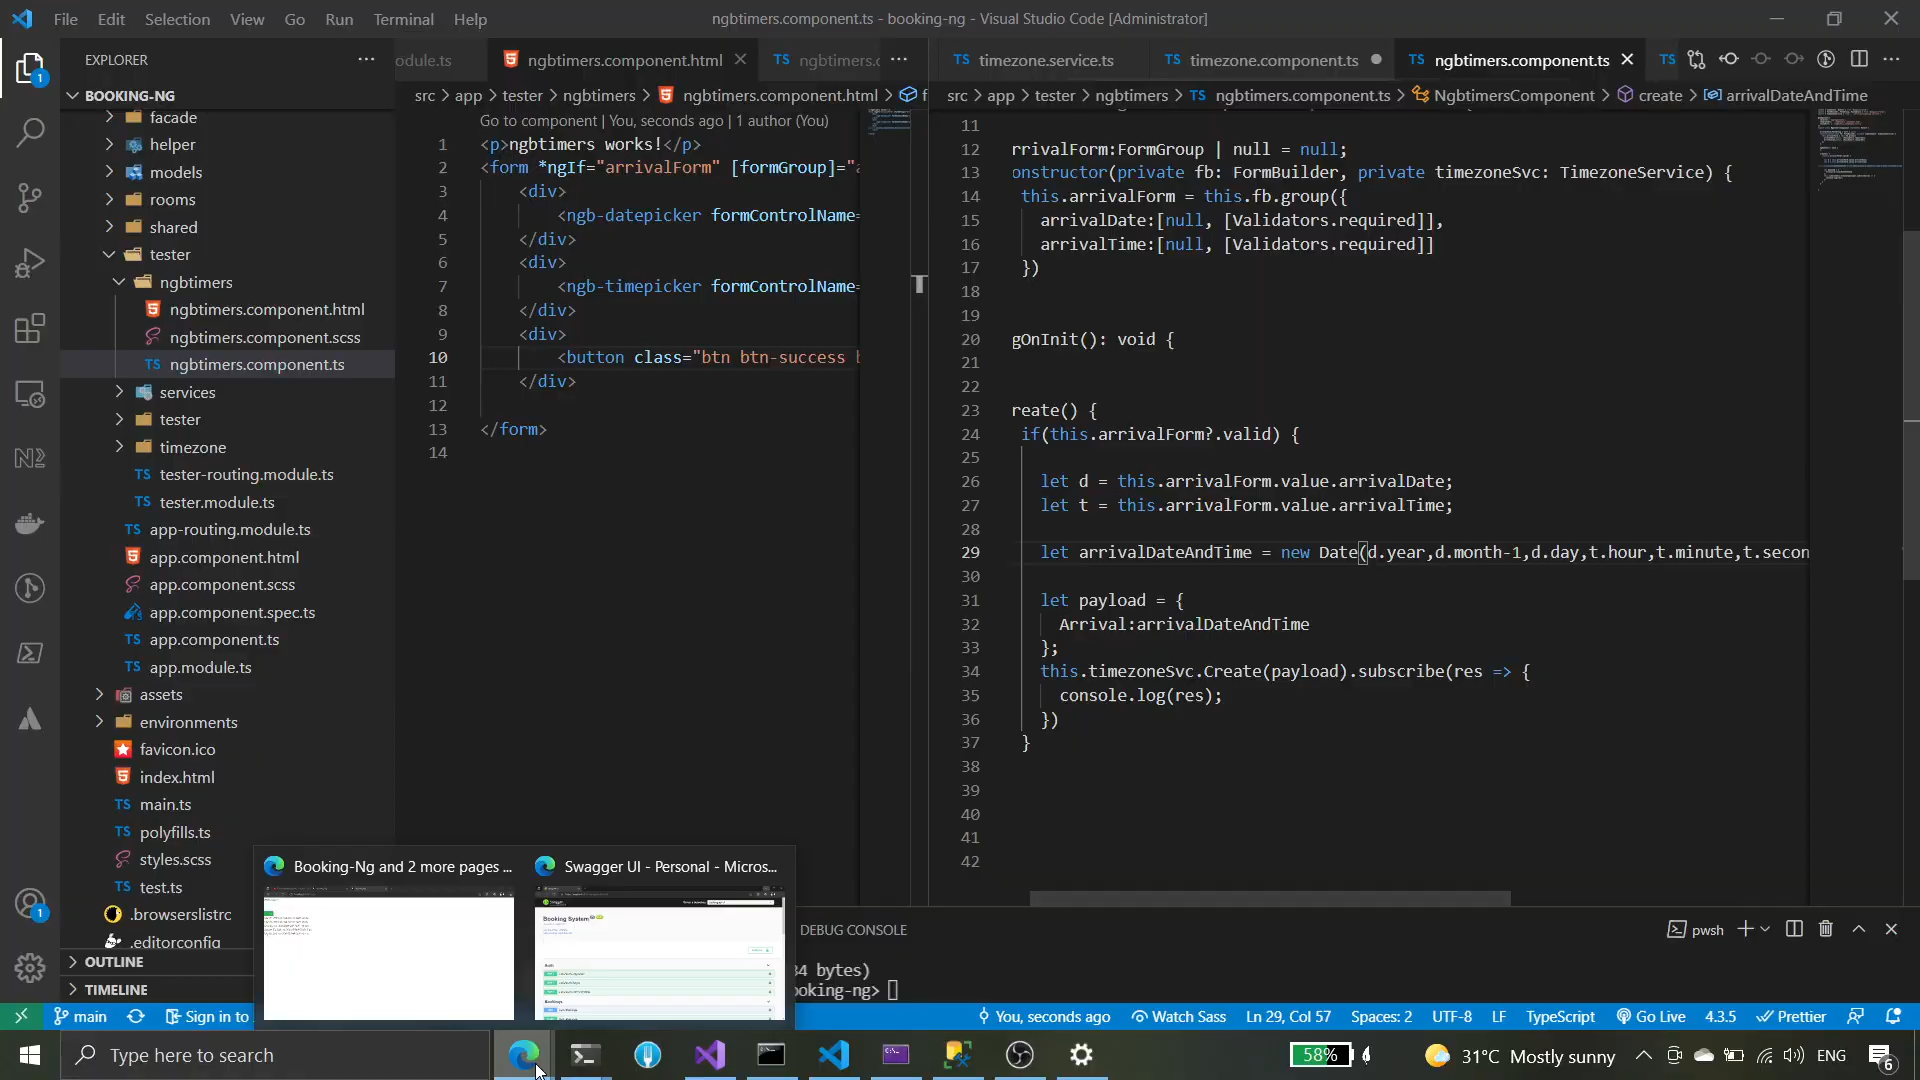 File Edit Selection View Go Run Terminal Help
ngbtimers.component.ts - booking-ng - Visual Studio Code [Administrator]
EXPLORER
BOOKING-NG
facade
helper
models
rooms
shared
tester
ngbtimers
ngbtimers.component.html
ngbtimers.component.scss
ngbtimers.component.ts
services
tester
timezone
tester-routing.module.ts
tester.module.ts
app-routing.module.ts
app.component.html
app.component.scss
app.component.spec.ts
app.component.ts
app.module.ts
assets
environments
favicon.ico
index.html
main.ts
polyfills.ts
styles.scss
test.ts
.browserslistrc
.editorconfig
OUTLINE
TIMELINE
odule.ts ngbtimers.component.html ngbtimers.c
src > app > tester > ngbtimers > ngbtimers.component.html > f
Go to component | You, seconds ago | 1 author (You)
1 <p>ngbtimers works!</p>
2 <form *ngIf="arrivalForm" [formGroup]="a
3 <div>
4 <ngb-datepicker formControlName=
5 </div>
6 <div>
7 <ngb-timepicker formControlName=
8 </div>
9 <div>
10 <button class="btn btn-success b
11 </div>
12
13 </form>
14
timezone.service.ts timezone.component.ts ngbtimers.component.ts
src > app > tester > ngbtimers > ngbtimers.component.ts > NgbtimersComponent > create > arrivalDateAndTime
11
12 rrivalForm:FormGroup | null = null;
13 onstructor(private fb: FormBuilder, private timezoneSvc: TimezoneService) {
14 this.arrivalForm = this.fb.group({
15 arrivalDate:[null, [Validators.required]],
16 arrivalTime:[null, [Validators.required]]
17 })
18
19
20 gOnInit(): void {
21
22
23 reate() {
24 if(this.arrivalForm?.valid) {
25
26 let d = this.arrivalForm.value.arrivalDate;
27 let t = this.arrivalForm.value.arrivalTime;
28
29 let arrivalDateAndTime = new Date(d.year,d.month-1,d.day,t.hour,t.minute,t.secon
30
31 let payload = {
32 Arrival:arrivalDateAndTime
33 };
34 this.timezoneSvc.Create(payload).subscribe(res => {
35 console.log(res);
36 })
37 }
38
39
40
41
42
DEBUG CONSOLE
pwsh
34 bytes)
ooking-ng>
Booking-Ng and 2 more pages ...
Swagger UI - Personal - Micros...
Booking System
main Sign in to You, seconds ago Watch Sass Ln 29, Col 57 Spaces: 2 UTF-8 LF TypeScript Go Live 4.3.5 Prettier
Type here to search
58% 31°C Mostly sunny ENG 6